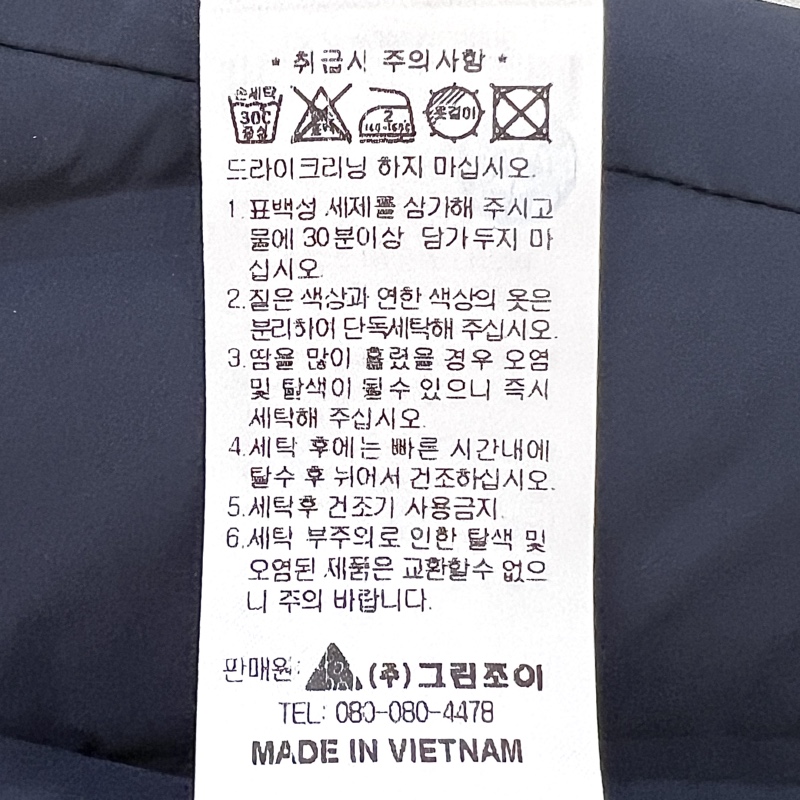 * 취급시 주의사항 *
손세탁 30C 중성
2 140-160℃
옷걸이
드라이크리닝 하지 마십시오.
1. 표백성 세제를 삼가해 주시고
물에 30분이상 담가두지 마
십시오.
2. 짙은 색상과 연한 색상의 옷은
분리하여 단독세탁해 주십시오.
3. 땀을 많이 흘렸을 경우 오염
및 탈색이 될수 있으니 즉시
세탁해 주십시오.
4. 세탁 후에는 빠른 시간내에
탈수 후 뉘어서 건조하십시오.
5. 세탁후 건조기 사용금지.
6. 세탁 부주의로 인한 탈색 및
오염된 제품은 교환할수 없으
니 주의 바랍니다.
판매원: (주)그린조이
TEL: 080-080-4478
MADE IN VIETNAM